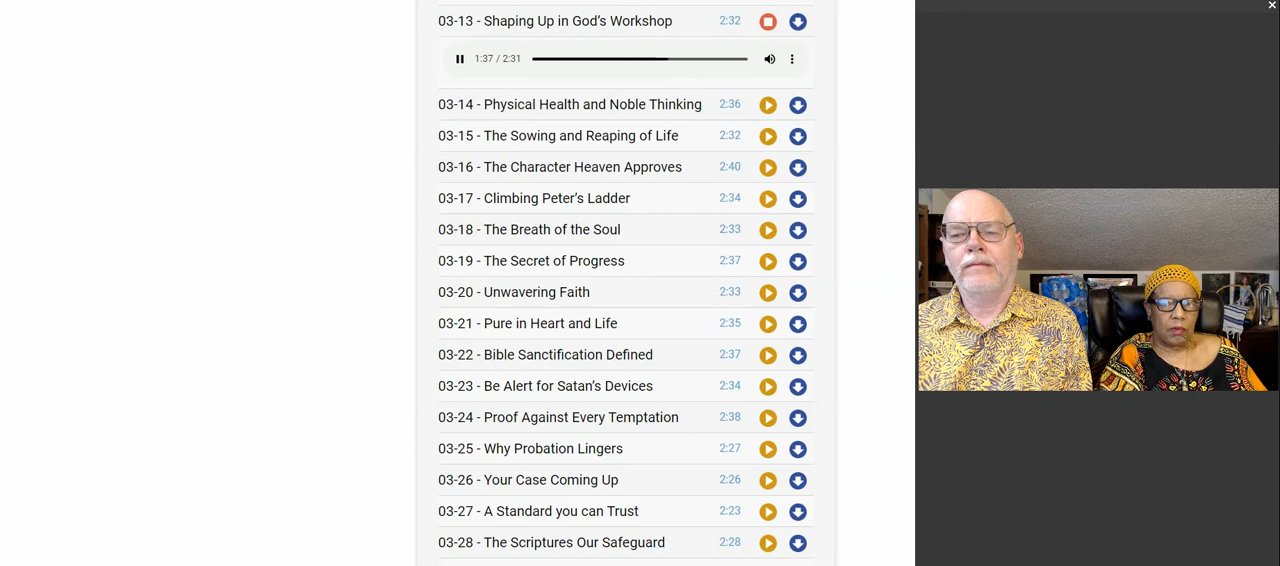 03-13 - Shaping Up in God’s Workshop 2:32
1:37 / 2:31
03-14 - Physical Health and Noble Thinking 2:36
03-15 - The Sowing and Reaping of Life 2:32
03-16 - The Character Heaven Approves 2:40
03-17 - Climbing Peter’s Ladder 2:34
03-18 - The Breath of the Soul 2:33
03-19 - The Secret of Progress 2:37
03-20 - Unwavering Faith 2:33
03-21 - Pure in Heart and Life 2:35
03-22 - Bible Sanctification Defined 2:37
03-23 - Be Alert for Satan’s Devices 2:34
03-24 - Proof Against Every Temptation 2:38
03-25 - Why Probation Lingers 2:27
03-26 - Your Case Coming Up 2:26
03-27 - A Standard you can Trust 2:23
03-28 - The Scriptures Our Safeguard 2:28